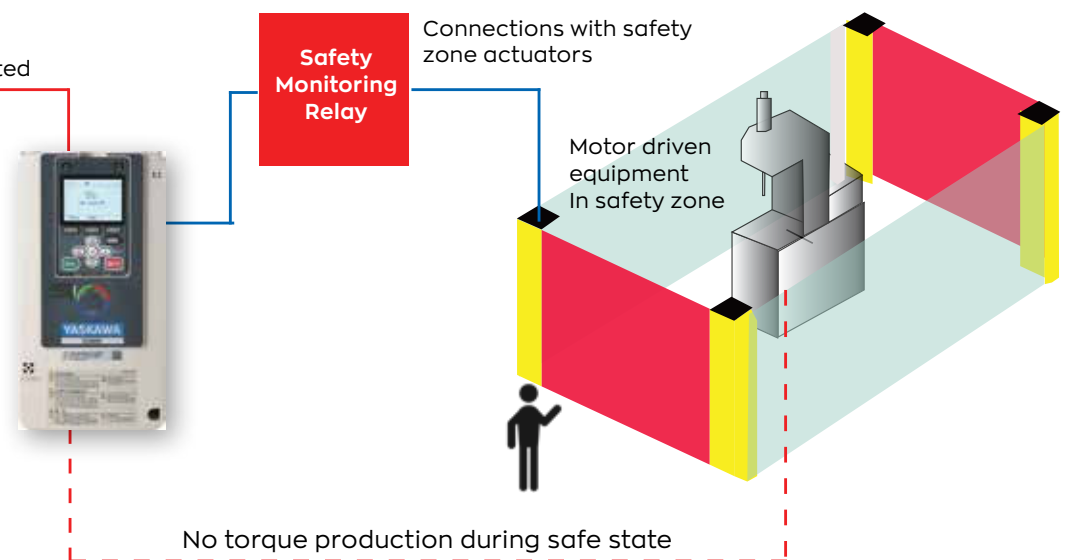 Connections with safety
zone actuators
ted
Safety
Monitoring
Relay
Motor driven
equipment
In safety zone
YASKAWA
No torque production during safe state